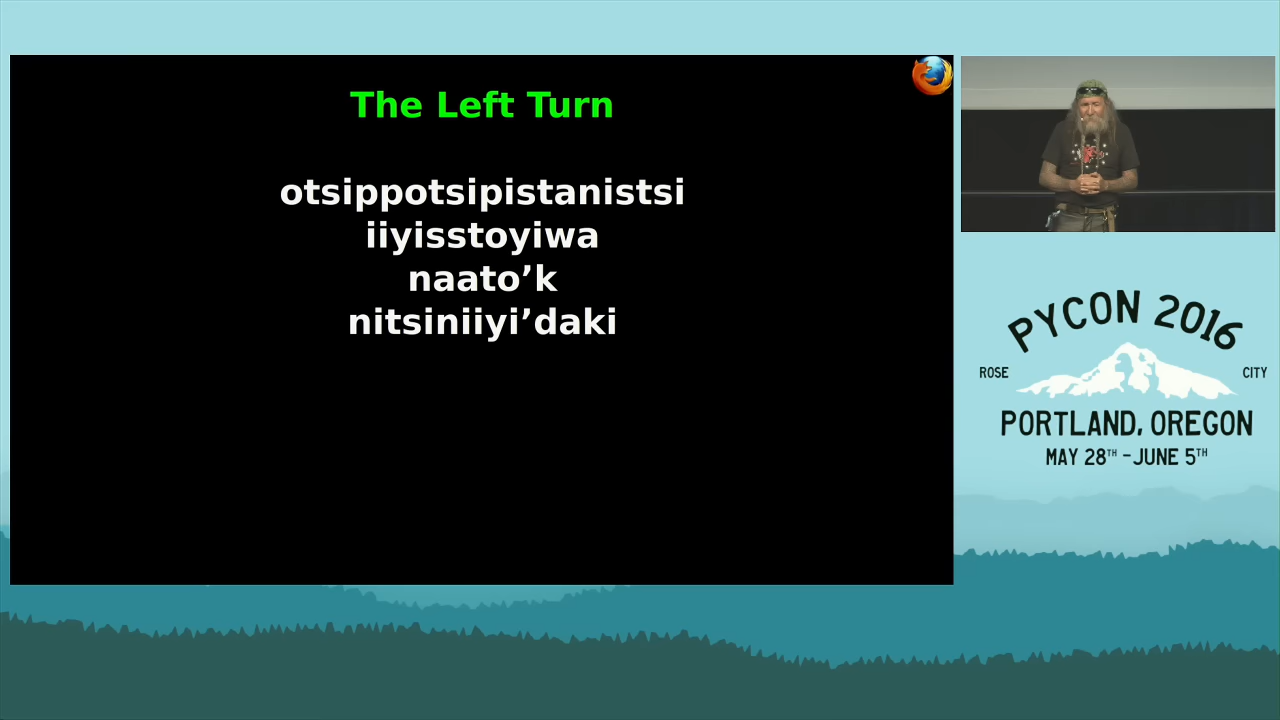 The Left Turn
otsippotsipistanistsi
iiyisstoyiwa
naato’k
nitsiniiyi’daki
PYCON 2016
ROSE CITY
PORTLAND, OREGON
MAY 28TH – JUNE 5TH